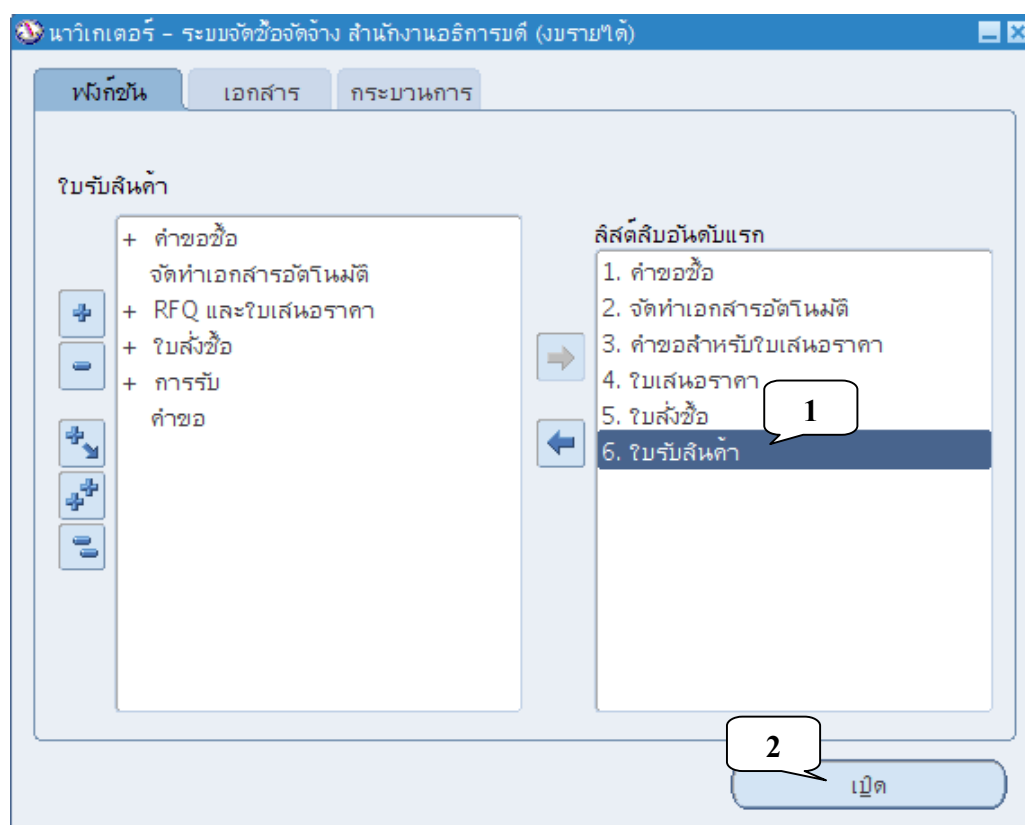 นาวิเกเตอร์ – ระบบจัดซื้อจัดจ้าง สำนักงานอธิการบดี (งบรายได้)
ฟังก์ชัน เอกสาร กระบวนการ
ใบรับสินค้า
+ คำขอซื้อ
จัดทำเอกสารอัตโนมัติ
+ RFQ และใบเสนอราคา
+ ใบสั่งซื้อ
+ การรับ
คำขอ
ลิสต์สิบอันดับแรก
1. คำขอซื้อ
2. จัดทำเอกสารอัตโนมัติ
3. คำขอสำหรับใบเสนอราคา
4. ใบเสนอราคา
5. ใบสั่งซื้อ
1
6. ใบรับสินค้า
2
เปิด